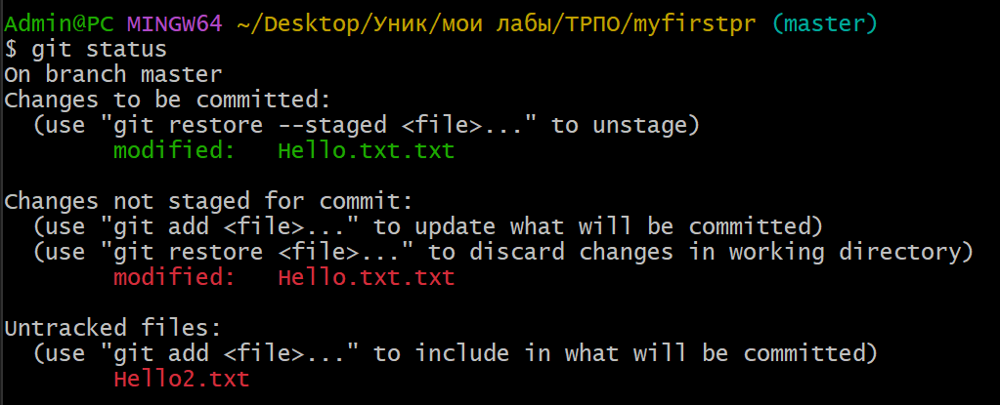 Admin@PC MINGW64 ~/Desktop/Уник/мои лабы/ТРПО/myfirstpr (master)
$ git status
On branch master
Changes to be committed:
  (use "git restore --staged <file>..." to unstage)
        modified:   Hello.txt.txt

Changes not staged for commit:
  (use "git add <file>..." to update what will be committed)
  (use "git restore <file>..." to discard changes in working directory)
        modified:   Hello.txt.txt

Untracked files:
  (use "git add <file>..." to include in what will be committed)
        Hello2.txt